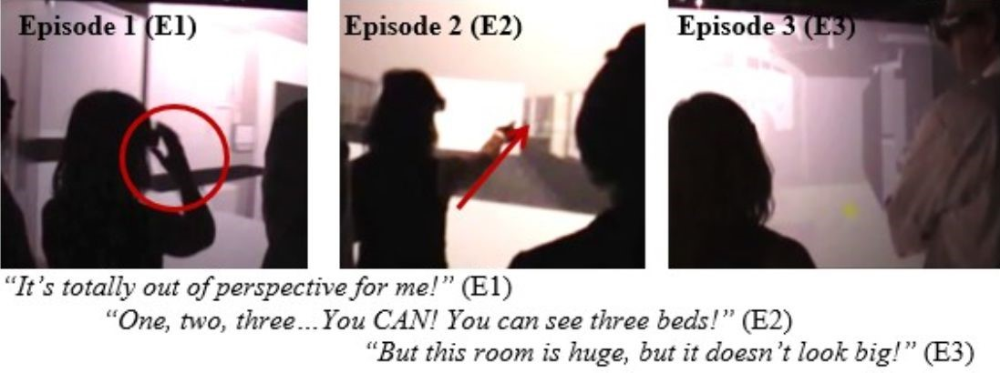 Episode 1 (E1)
Episode 2 (E2)
Episode 3 (E3)
“It’s totally out of perspective for me!” (E1)
“One, two, three…You CAN! You can see three beds!” (E2)
“But this room is huge, but it doesn’t look big!” (E3)